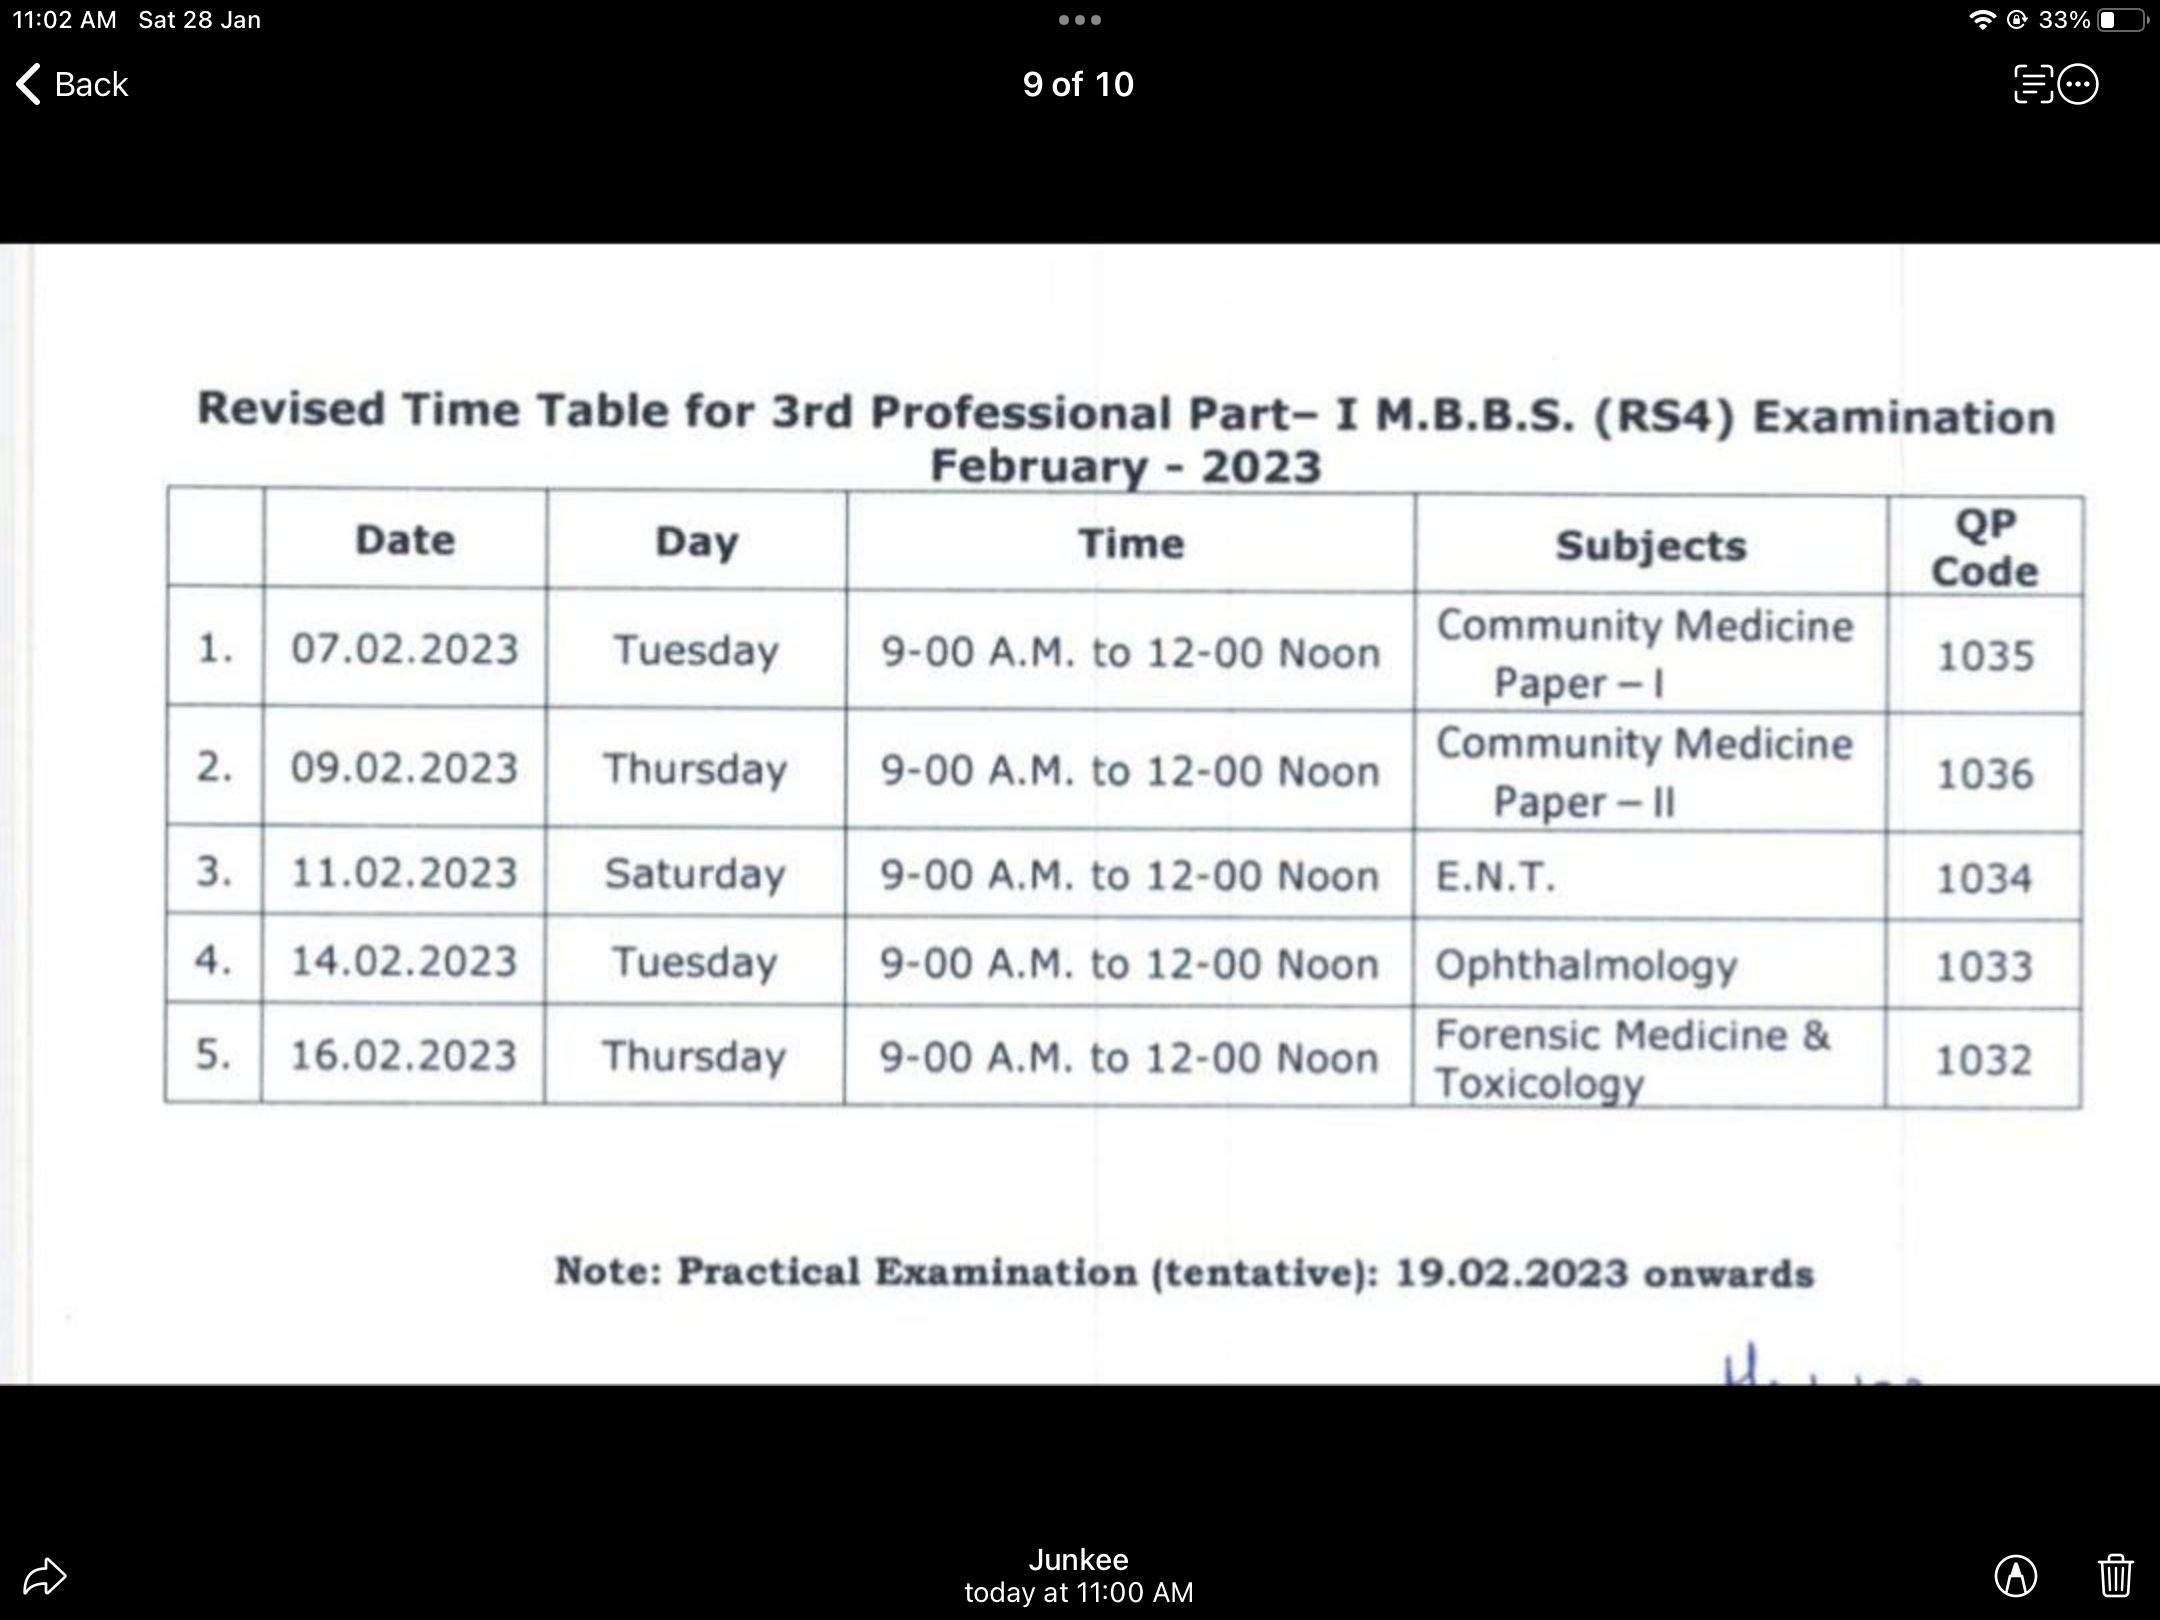 11:02 AM Sat 28 Jan
33%
Back
9 of 10
Revised Time Table for 3rd Professional Part– I M.B.B.S. (RS4) Examination
February - 2023
Date Day Time Subjects QP Code
1. 07.02.2023 Tuesday 9-00 A.M. to 12-00 Noon Community Medicine Paper – I 1035
2. 09.02.2023 Thursday 9-00 A.M. to 12-00 Noon Community Medicine Paper – II 1036
3. 11.02.2023 Saturday 9-00 A.M. to 12-00 Noon E.N.T. 1034
4. 14.02.2023 Tuesday 9-00 A.M. to 12-00 Noon Ophthalmology 1033
5. 16.02.2023 Thursday 9-00 A.M. to 12-00 Noon Forensic Medicine & Toxicology 1032
Note: Practical Examination (tentative): 19.02.2023 onwards
Junkee
today at 11:00 AM